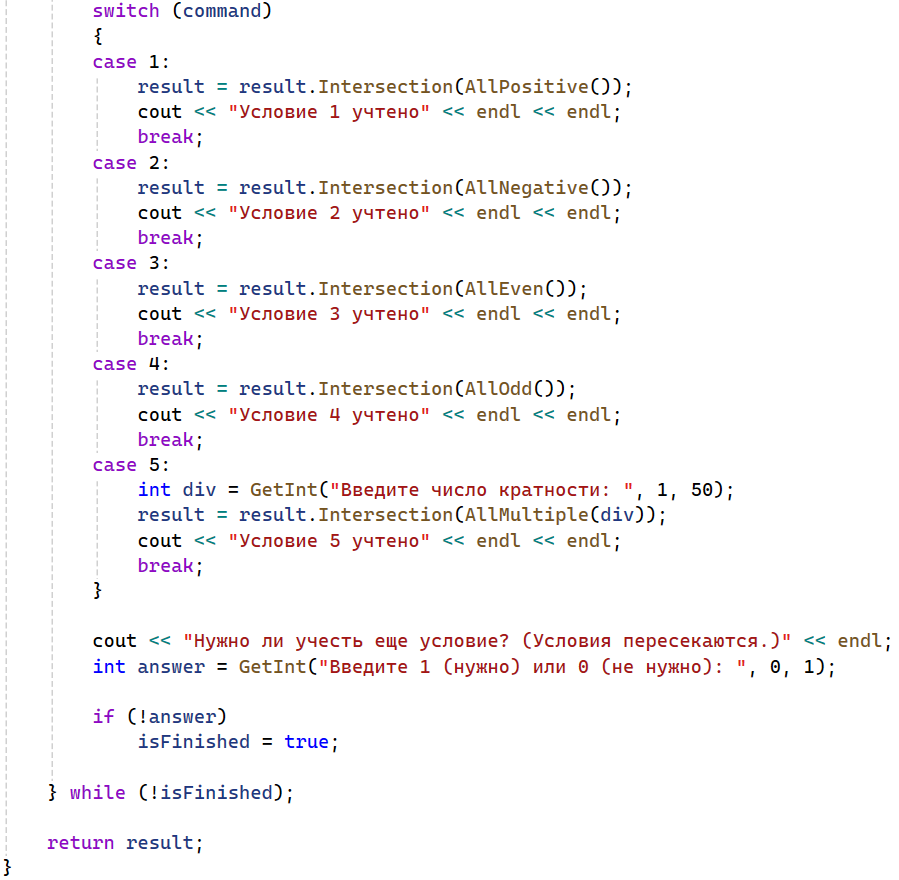 switch (command)
{
case 1:
result = result.Intersection(AllPositive());
cout << "Условие 1 учтено" << endl << endl;
break;
case 2:
result = result.Intersection(AllNegative());
cout << "Условие 2 учтено" << endl << endl;
break;
case 3:
result = result.Intersection(AllEven());
cout << "Условие 3 учтено" << endl << endl;
break;
case 4:
result = result.Intersection(AllOdd());
cout << "Условие 4 учтено" << endl << endl;
break;
case 5:
int div = GetInt("Введите число кратности: ", 1, 50);
result = result.Intersection(AllMultiple(div));
cout << "Условие 5 учтено" << endl << endl;
break;
}
cout << "Нужно ли учесть еще условие? (Условия пересекаются.)" << endl;
int answer = GetInt("Введите 1 (нужно) или 0 (не нужно): ", 0, 1);
if (!answer)
isFinished = true;
} while (!isFinished);
return result;
}